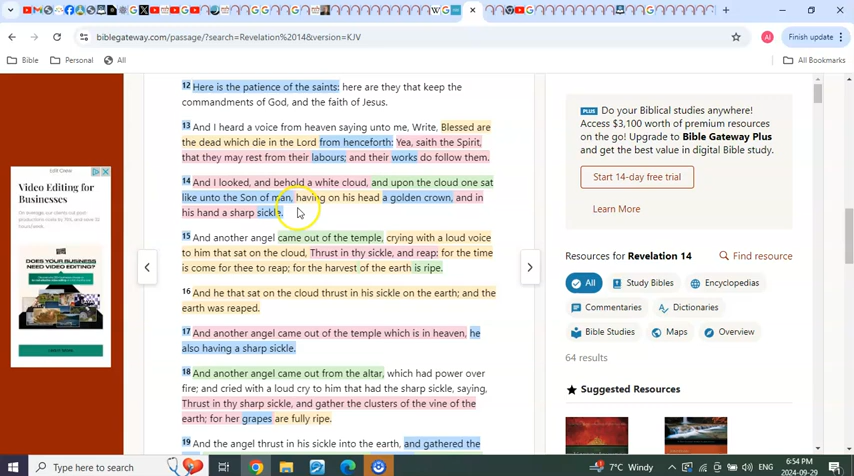 Finish update
biblegateway.com/passage/?search=Revelation%2014&version=KJV
AI
Bible
Personal
All
All Bookmarks
12 Here is the patience of the saints: here are they that keep the
commandments of God, and the faith of Jesus.
13 And I heard a voice from heaven saying unto me, Write, Blessed are
the dead which die in the Lord from henceforth: Yea, saith the Spirit,
that they may rest from their labours; and their works do follow them.
14 And I looked, and behold a white cloud, and upon the cloud one sat
like unto the Son of man, having on his head a golden crown, and in
his hand a sharp sickle.
15 And another angel came out of the temple, crying with a loud voice
to him that sat on the cloud, Thrust in thy sickle, and reap: for the time
is come for thee to reap; for the harvest of the earth is ripe.
16 And he that sat on the cloud thrust in his sickle on the earth; and the
earth was reaped.
17 And another angel came out of the temple which is in heaven, he
also having a sharp sickle.
18 And another angel came out from the altar, which had power over
fire; and cried with a loud cry to him that had the sharp sickle, saying,
Thrust in thy sharp sickle, and gather the clusters of the vine of the
earth; for her grapes are fully ripe.
19 And the angel thrust in his sickle into the earth, and gathered the
Video Editing for
Businesses
PLUS Do your Biblical studies anywhere!
Access $3,100 worth of premium resources
on the go! Upgrade to Bible Gateway Plus
and get the best value in digital Bible study.
Start 14-day free trial
Learn More
Resources for Revelation 14
Find resource
All
Study Bibles
Encyclopedias
Commentaries
Dictionaries
Bible Studies
Maps
Overview
64 results
Suggested Resources
Type here to search
7°C Windy
6:54 PM
2024-09-29